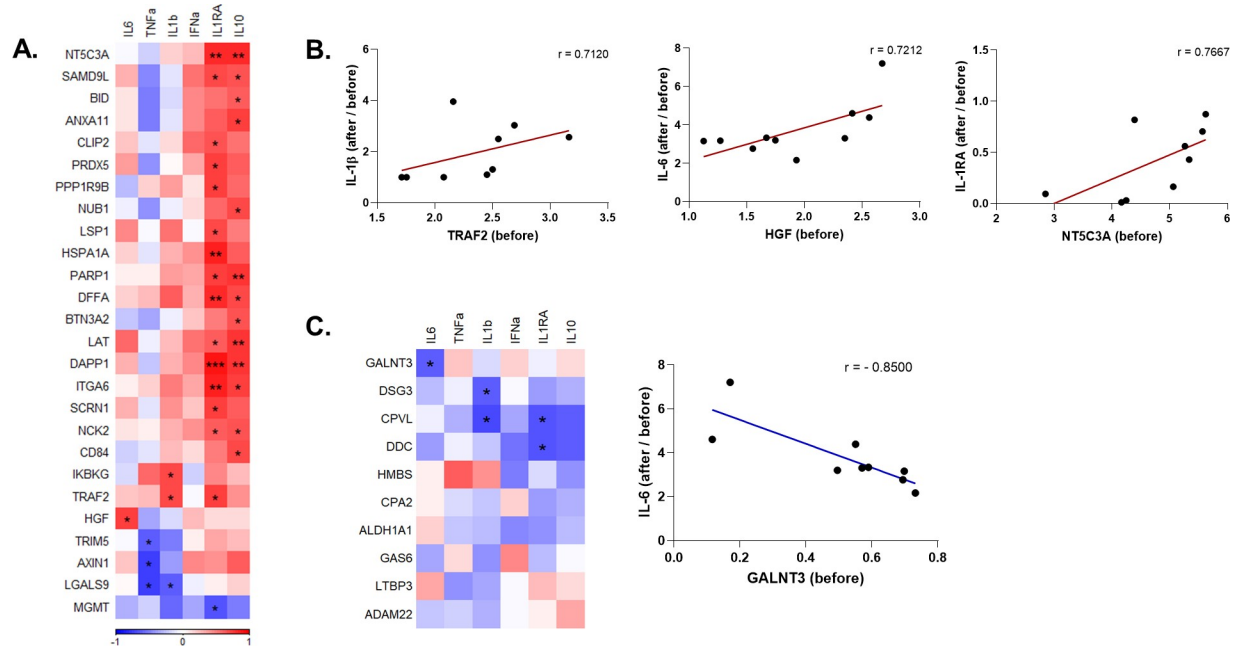 A.
IL6 TNFa IL1b IFNa IL1RA IL10
NT5C3A ** **
SAMD9L * *
BID *
ANXA11 *
CLIP2 *
PRDX5 *
PPP1R9B *
NUB1 *
LSP1 *
HSPA1A **
PARP1 * **
DFFA ** *
BTN3A2 *
LAT * **
DAPP1 *** **
ITGA6 ** *
SCRN1 *
NCK2 * *
CD84 *
IKBKG *
TRAF2 * *
HGF *
TRIM5 *
AXIN1 *
LGALS9 * *
MGMT *
-1 0 1
B.
r = 0.7120
IL-1β (after / before)
6
4
2
0
1.5 2.0 2.5 3.0 3.5
TRAF2 (before)
r = 0.7212
IL-6 (after / before)
8
6
4
2
0
1.0 1.5 2.0 2.5 3.0
HGF (before)
r = 0.7667
IL-1RA (after / before)
1.5
1.0
0.5
0.0
2 3 4 5 6
NT5C3A (before)
C.
IL6 TNFa IL1b IFNa IL1RA IL10
GALNT3 *
DSG3 *
CPVL * *
DDC *
HMBS
CPA2
ALDH1A1
GAS6
LTBP3
ADAM22
r = - 0.8500
IL-6 (after / before)
8
6
4
2
0
0.0 0.2 0.4 0.6 0.8
GALNT3 (before)